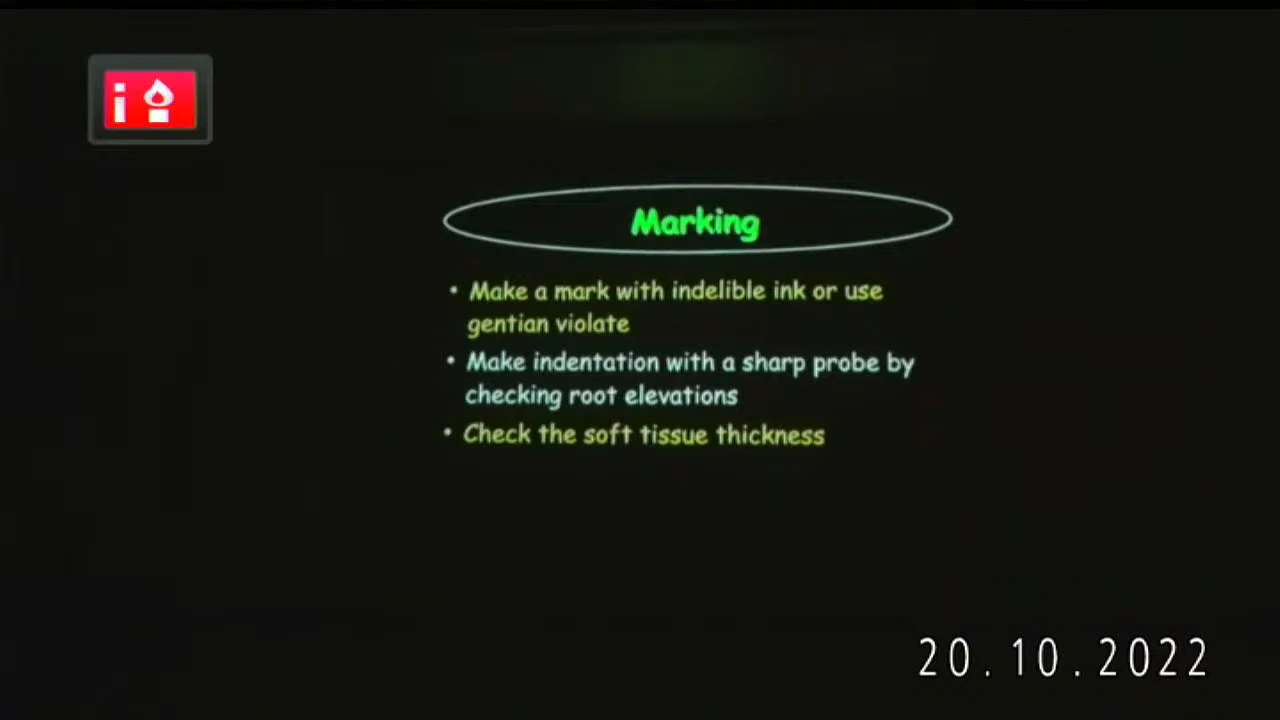 i
Marking
• Make a mark with indelible ink or use
gentian violate
• Make indentation with a sharp probe by
checking root elevations
• Check the soft tissue thickness
20.10.2022